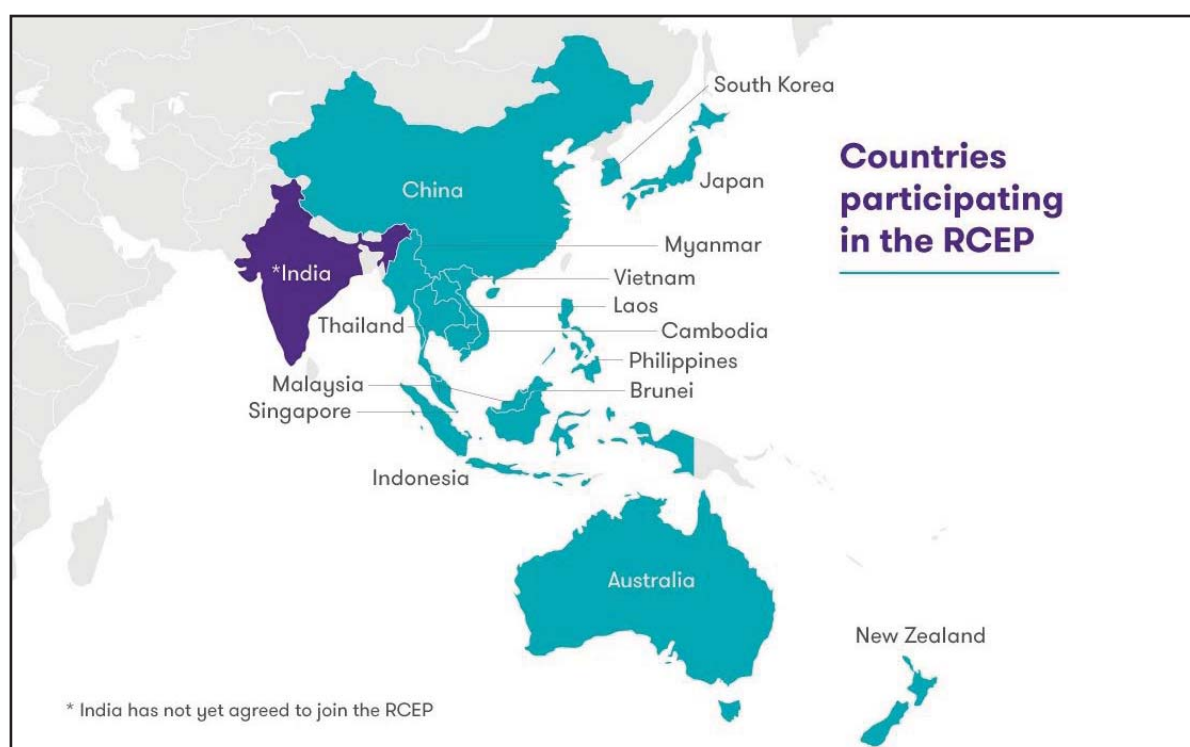 South Korea
Countries
participating
in the RCEP
China
Japan
Myanmar
*India
Vietnam
Laos
Thailand
Cambodia
Philippines
Malaysia
Brunei
Singapore
Indonesia
Australia
New Zealand
* India has not yet agreed to join the RCEP